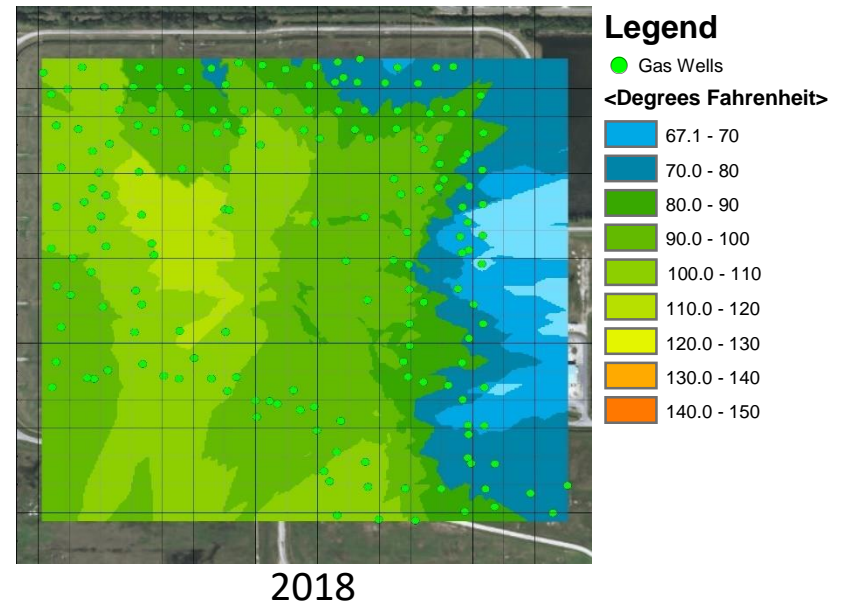 Legend
Gas Wells
<Degrees Fahrenheit>
67.1 - 70
70.0 - 80
80.0 - 90
90.0 - 100
100.0 - 110
110.0 - 120
120.0 - 130
130.0 - 140
140.0 - 150
2018